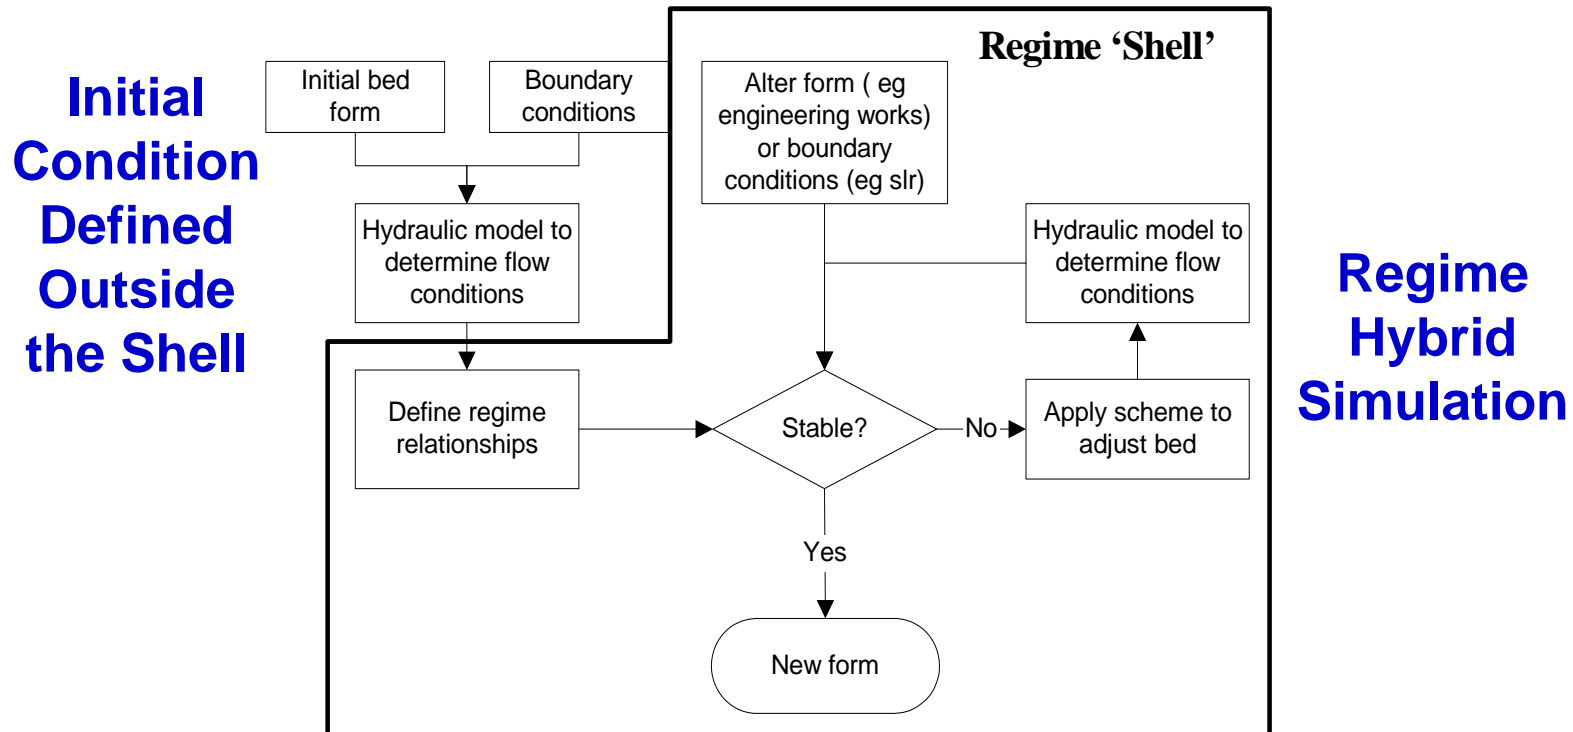 Regime ‘Shell’
Initial
Condition
Defined
Outside
the Shell
Initial bed
form
Boundary
conditions
Alter form ( eg
engineering works)
or boundary
conditions (eg slr)
Hydraulic model to
determine flow
conditions
Hydraulic model to
determine flow
conditions
Regime
Hybrid
Simulation
Define regime
relationships
Stable?
No
Apply scheme to
adjust bed
Yes
New form